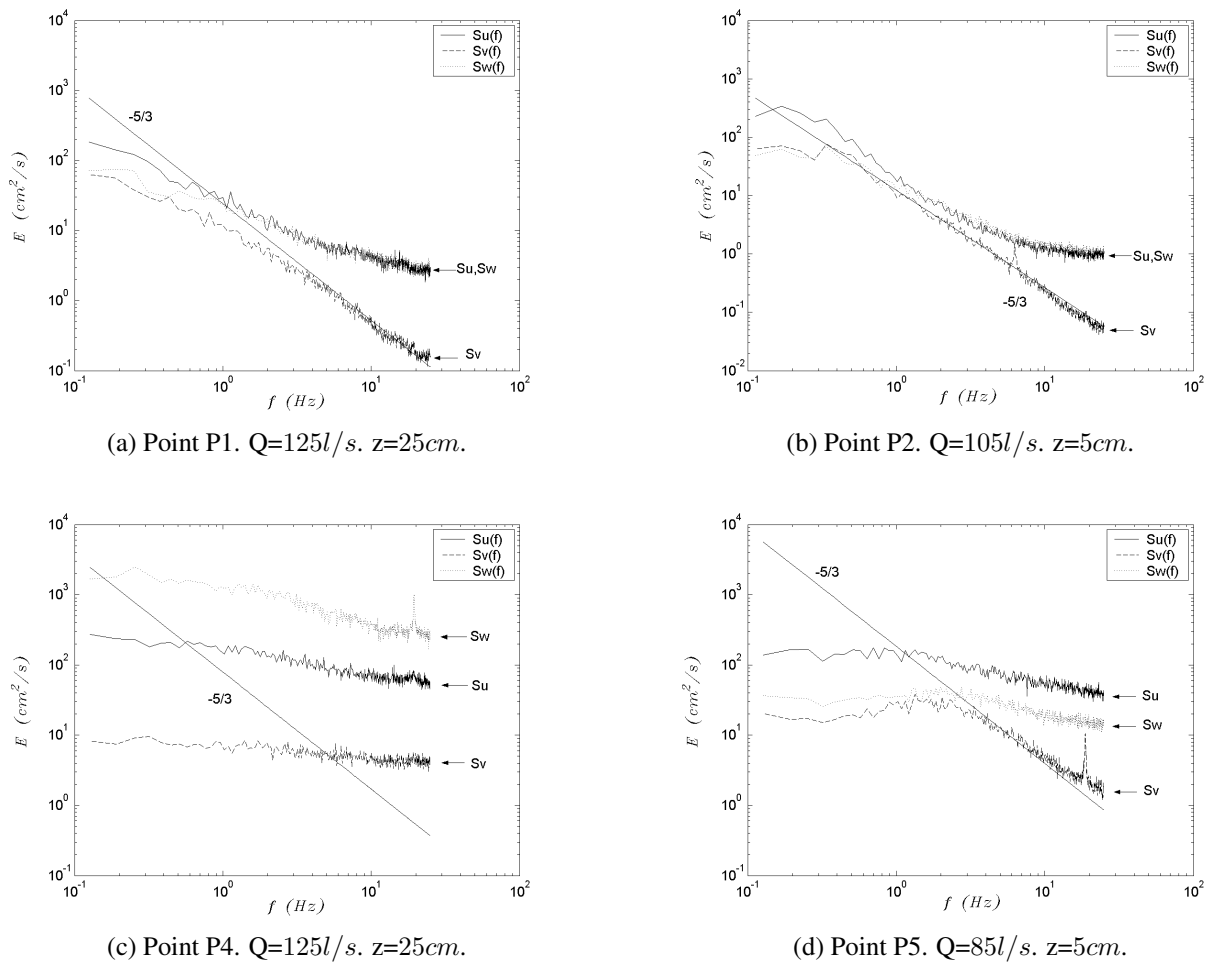 10^4
10^3
10^2
10^1
10^0
10^-1
E (cm^2/s)
-5/3
Su(f)
Sv(f)
Sw(f)
Su,Sw
Sv
10^-1
10^0
10^1
10^2
f (Hz)
(a) Point P1. Q=125l/s. z=25cm.
10^4
10^3
10^2
10^1
10^0
10^-1
10^-2
E (cm^2/s)
Su(f)
Sv(f)
Sw(f)
Su,Sw
-5/3
Sv
10^-1
10^0
10^1
10^2
f (Hz)
(b) Point P2. Q=105l/s. z=5cm.
10^4
10^3
10^2
10^1
10^0
10^-1
E (cm^2/s)
Su(f)
Sv(f)
Sw(f)
Sw
Su
-5/3
Sv
10^-1
10^0
10^1
10^2
f (Hz)
(c) Point P4. Q=125l/s. z=25cm.
10^4
10^3
10^2
10^1
10^0
10^-1
E (cm^2/s)
-5/3
Su(f)
Sv(f)
Sw(f)
Su
Sw
Sv
10^-1
10^0
10^1
10^2
f (Hz)
(d) Point P5. Q=85l/s. z=5cm.